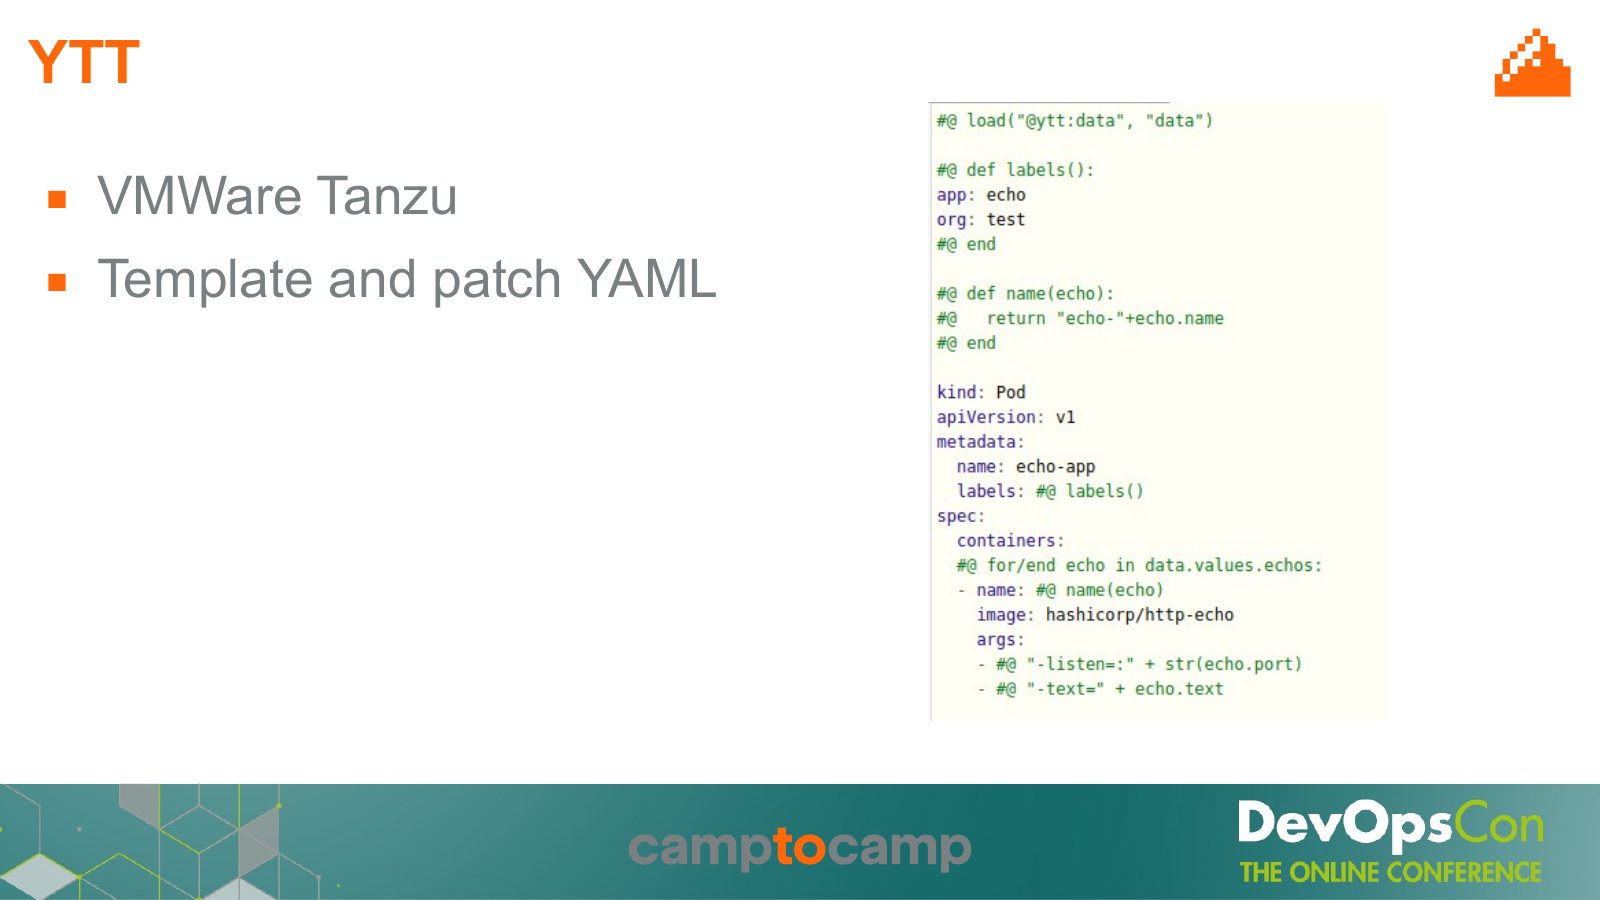 YTT
VMWare Tanzu
Template and patch YAML
#@ load("@ytt:data", "data")
#@ def labels():
app: echo
org: test
#@ end
#@ def name(echo):
#@   return "echo-"+echo.name
#@ end
kind: Pod
apiVersion: v1
metadata:
  name: echo-app
  labels: #@ labels()
spec:
  containers:
  #@ for/end echo in data.values.echos:
  - name: #@ name(echo)
    image: hashicorp/http-echo
    args:
    - #@ "-listen=:" + str(echo.port)
    - #@ "-text=" + echo.text
camptocamp
DevOpsCon
THE ONLINE CONFERENCE